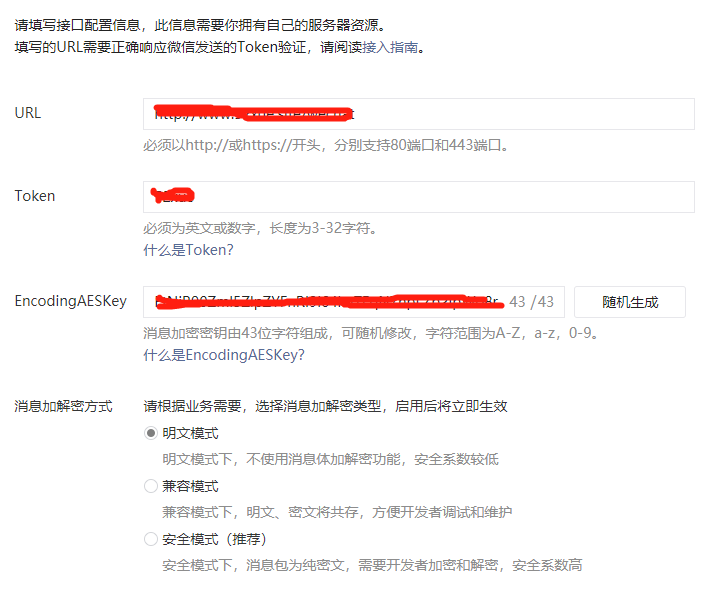 请填写接口配置信息，此信息需要你拥有自己的服务器资源。
填写的URL需要正确响应微信发送的Token验证，请阅读接入指南。
URL
必须以http://或https://开头，分别支持80端口和443端口。
Token
必须为英文或数字，长度为3-32字符。
什么是Token?
EncodingAESKey
43 /43
随机生成
消息加密密钥由43位字符组成，可随机修改，字符范围为A-Z，a-z，0-9。
什么是EncodingAESKey?
消息加解密方式
请根据业务需要，选择消息加解密类型，启用后将立即生效
明文模式
明文模式下，不使用消息体加解密功能，安全系数较低
兼容模式
兼容模式下，明文、密文将共存，方便开发者调试和维护
安全模式（推荐）
安全模式下，消息包为纯密文，需要开发者加密和解密，安全系数高